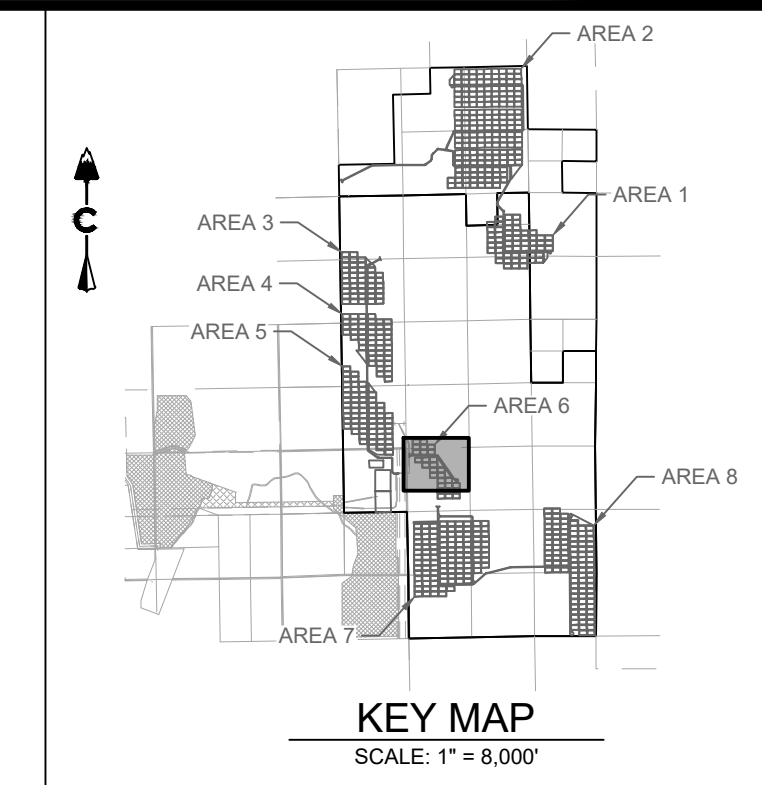 AREA 2
AREA 1
AREA 3
AREA 4
AREA 5
AREA 6
AREA 8
AREA 7
KEY MAP
SCALE: 1" = 8,000'
C